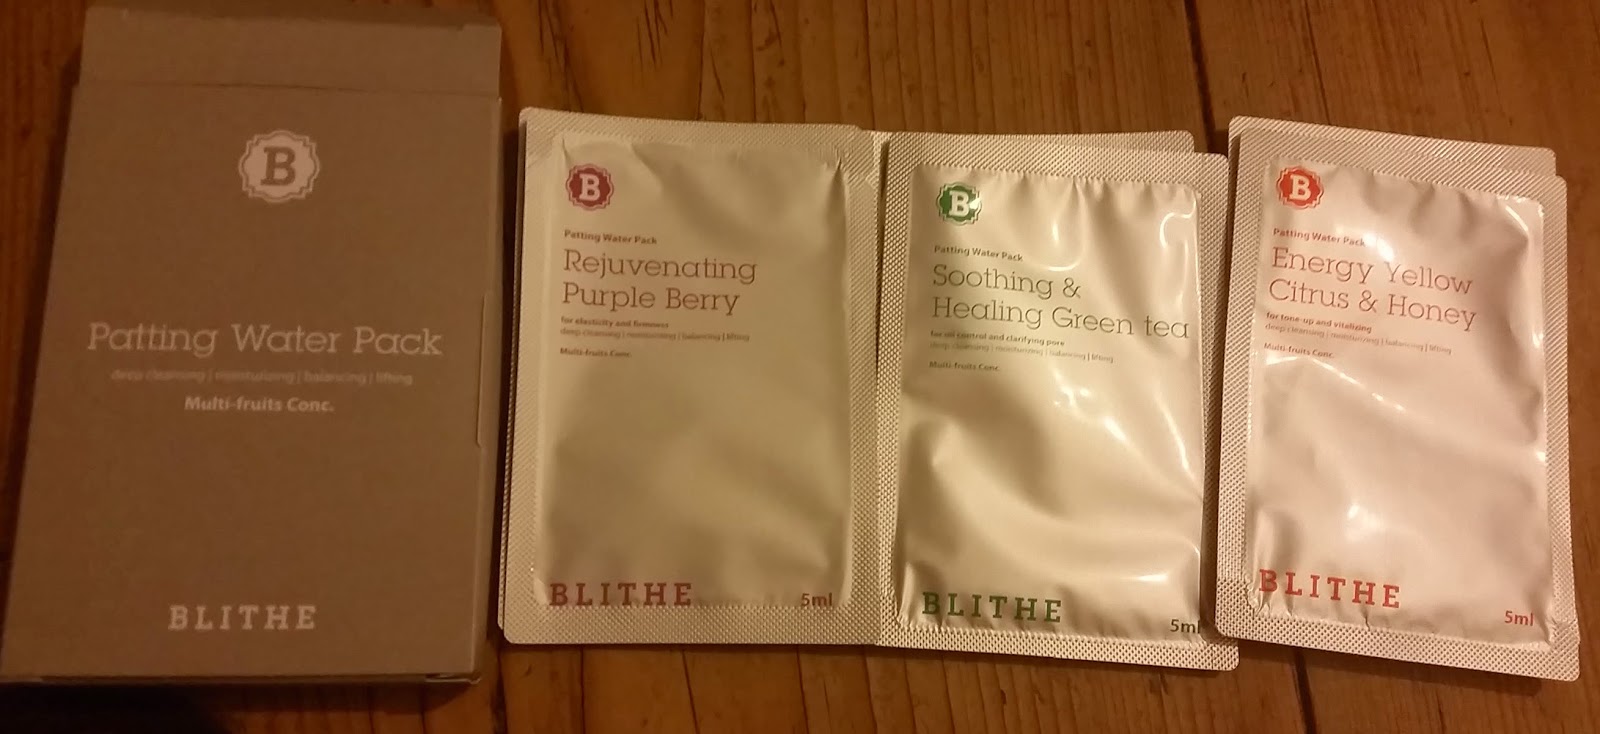 B
Patting Water Pack
deep cleansing | moisturizing | balancing | lifting
Multi-fruits Conc.
BLITHE
B
Patting Water Pack
Rejuvenating
Purple Berry
for elasticity and firmness
deep cleansing | moisturizing | balancing | lifting
Multi-fruits Conc.
BLITHE
5ml
B
Patting Water Pack
Soothing &
Healing Green tea
for oil control and clarifying pore
deep cleansing | moisturizing | balancing | lifting
Multi-fruits Conc.
BLITHE
5ml
B
Patting Water Pack
Energy Yellow
Citrus & Honey
for tone-up and vitalizing
deep cleansing | moisturizing | balancing | lifting
Multi-fruits Conc.
BLITHE
5ml